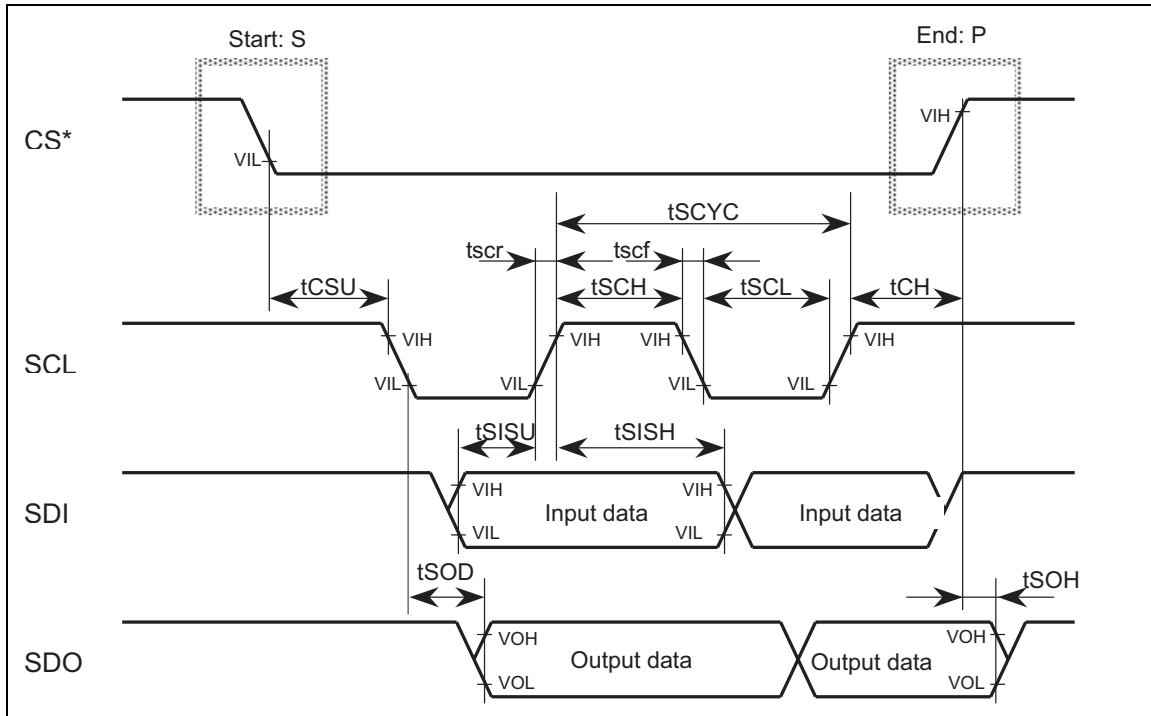 Start: S End: P
CS*
VIL VIH
tSCYC
tscr tscf
tCSU tSCH tSCL tCH
SCL
VIH VIH VIH VIH
VIL VIL VIL VIL
tSISU tSISH
SDI
VIH VIH
Input data Input data
VIL VIL
tSOD tSOH
SDO
VOH VOH
Output data Output data
VOL VOL